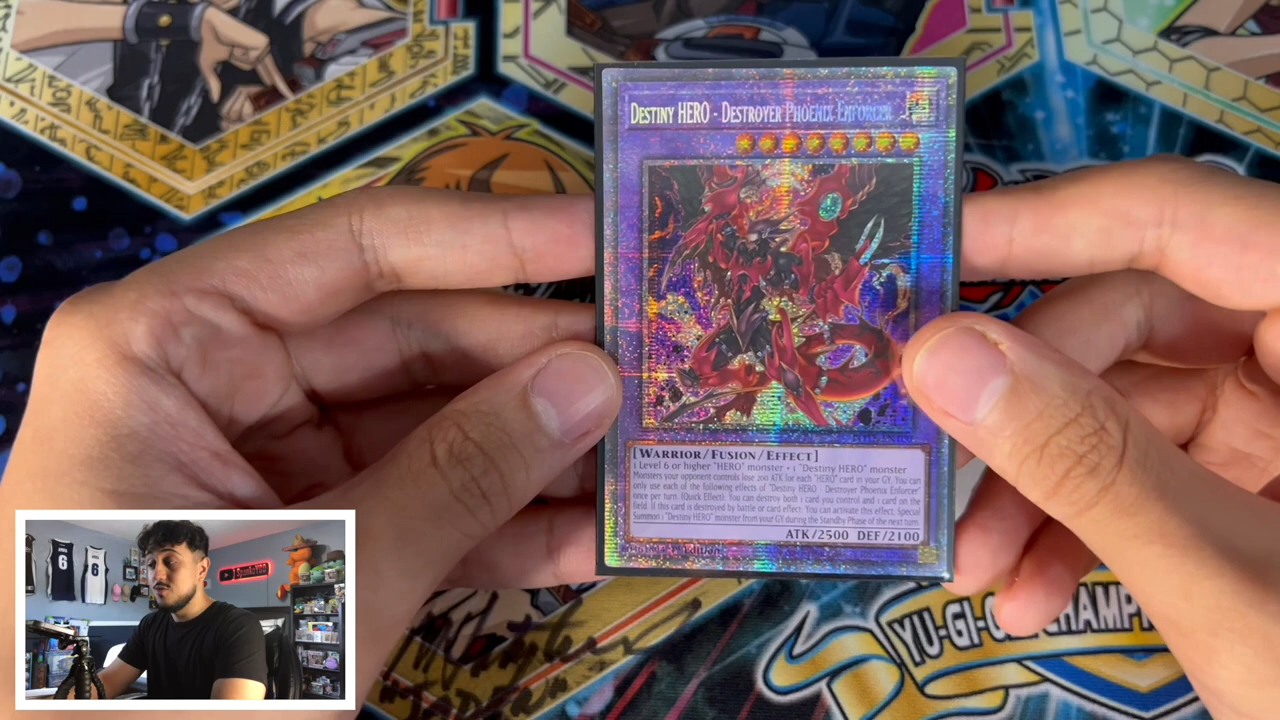 DESTINY HERO - DESTROYER PHOENIX ENFORCER
[WARRIOR/FUSION/EFFECT]
1 Level 6 or higher "HERO" monster + 1 "Destiny HERO" monster
Monsters your opponent controls lose 200 ATK for each "HERO" card in your GY. You can
only use each of the following effects of "Destiny HERO - Destroyer Phoenix Enforcer"
once per turn. (Quick Effect): You can destroy both 1 card you control and 1 card on the
field. If this card is destroyed by battle or card effect: You can activate this effect; Special
Summon 1 "Destiny HERO" monster from your GY during the Standby Phase of the next turn.
ATK/2500 DEF/2100
1st Edition
YU-GI-OH! CHAMP
6
6